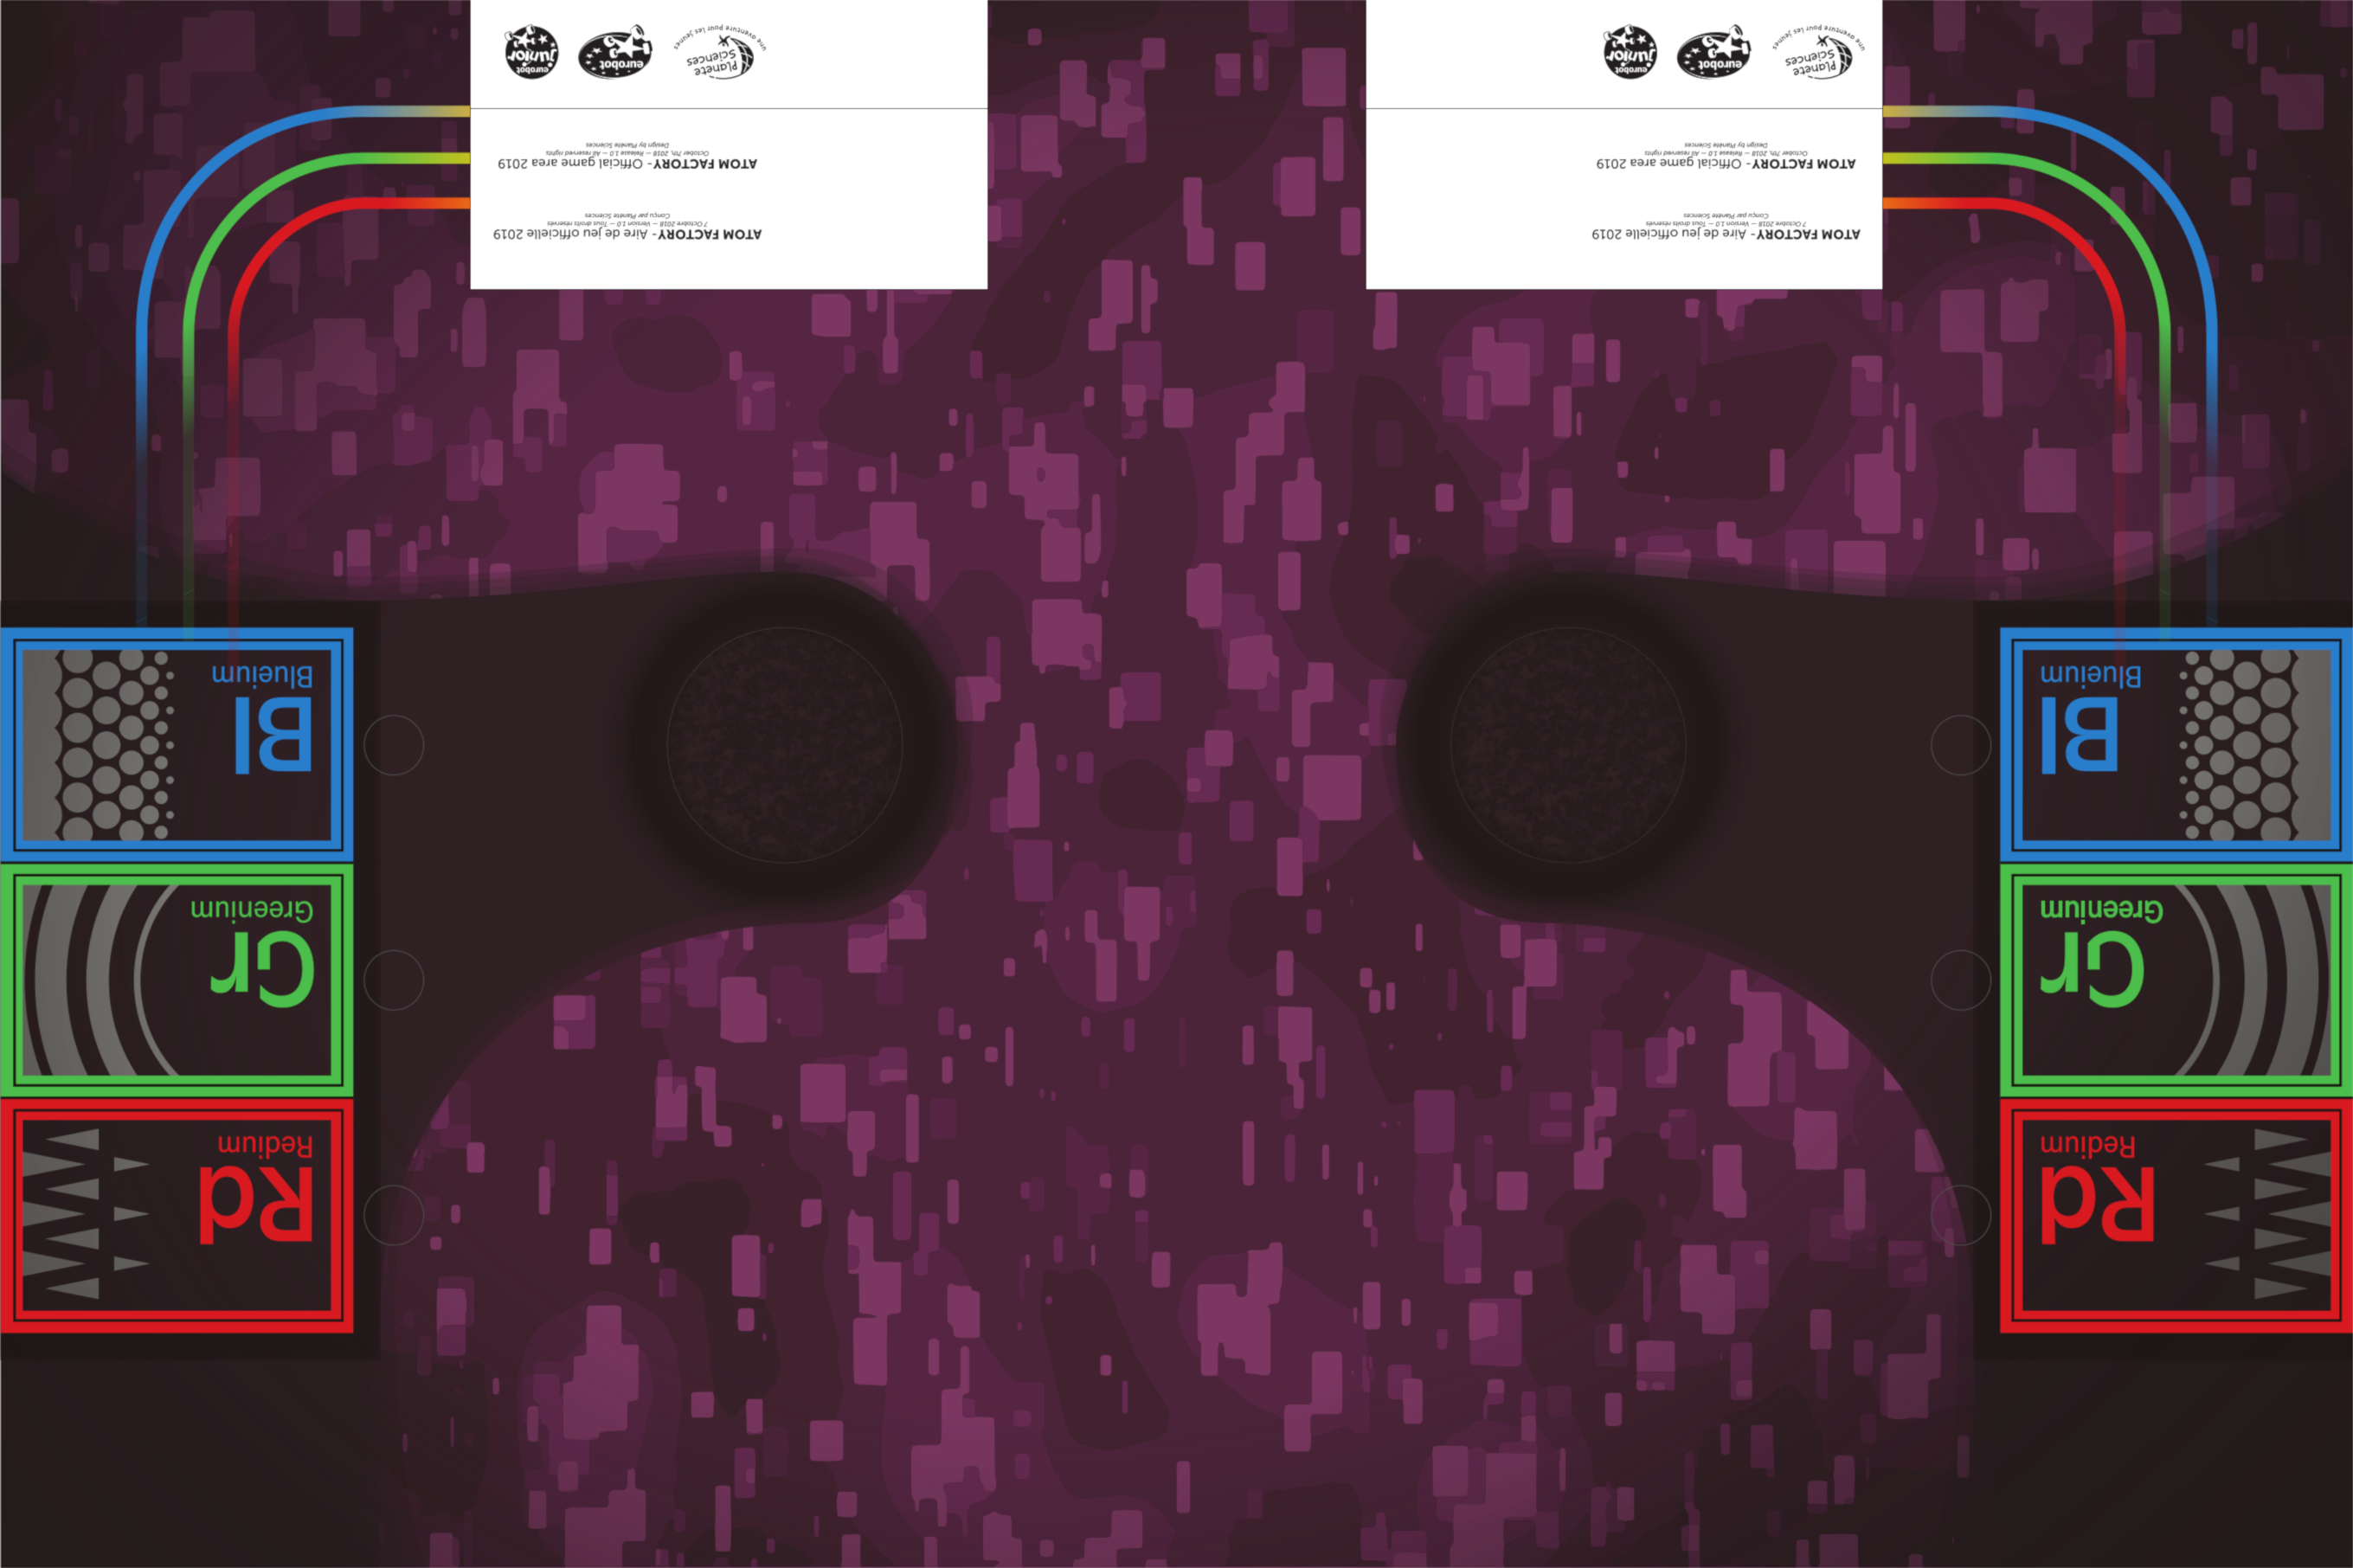 Rd
Redium
Rd
Redium
Gr
Greenium
Gr
Greenium
Bl
Blueium
Bl
Blueium
ATOM FACTORY- Aire de jeu officielle 2019
7 Octobre 2018 — Version 1.0 — Tous droits réservés
Conçu par Planète Sciences
ATOM FACTORY- Official game area 2019
October 7th, 2018 — Release 1.0 — All reserved rights
Design by Planète Sciences
Planète
Sciences
une aventure pour les jeunes
eurobot
eurobot
junior
ATOM FACTORY- Aire de jeu officielle 2019
7 Octobre 2018 — Version 1.0 — Tous droits réservés
Conçu par Planète Sciences
ATOM FACTORY- Official game area 2019
October 7th, 2018 — Release 1.0 — All reserved rights
Design by Planète Sciences
Planète
Sciences
une aventure pour les jeunes
eurobot
eurobot
junior